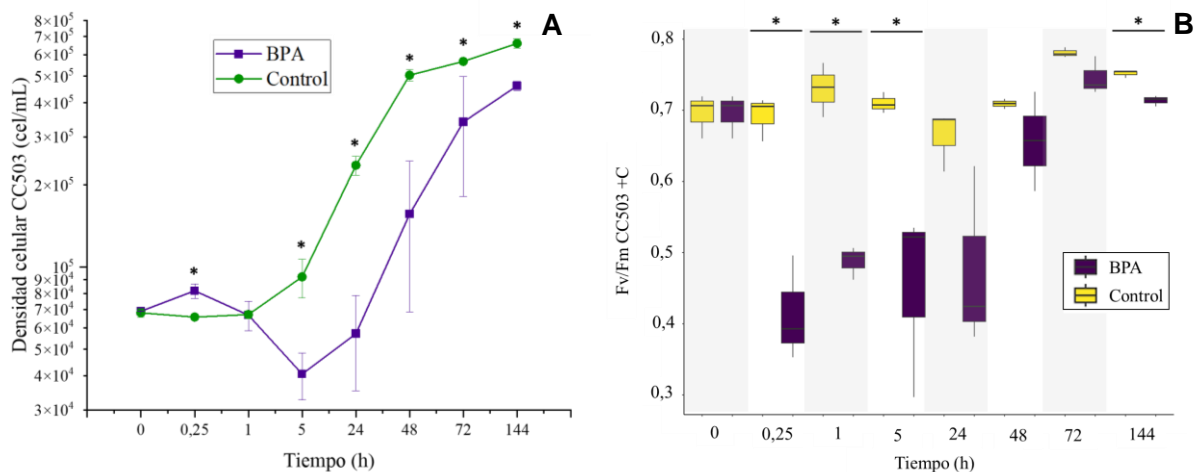 A
Densidad celular CC503 (cel/mL)
8×10⁵
7×10⁵
6×10⁵
5×10⁵
4×10⁵
3×10⁵
2×10⁵
10⁵
9×10⁴
8×10⁴
7×10⁴
6×10⁴
5×10⁴
4×10⁴
3×10⁴
BPA
Control
* * * * * *
0 0,25 1 5 24 48 72 144
Tiempo (h)
B
Fv/Fm CC503 +C
0,8
0,7
0,6
0,5
0,4
0,3
* * * *
BPA
Control
0 0,25 1 5 24 48 72 144
Tiempo (h)